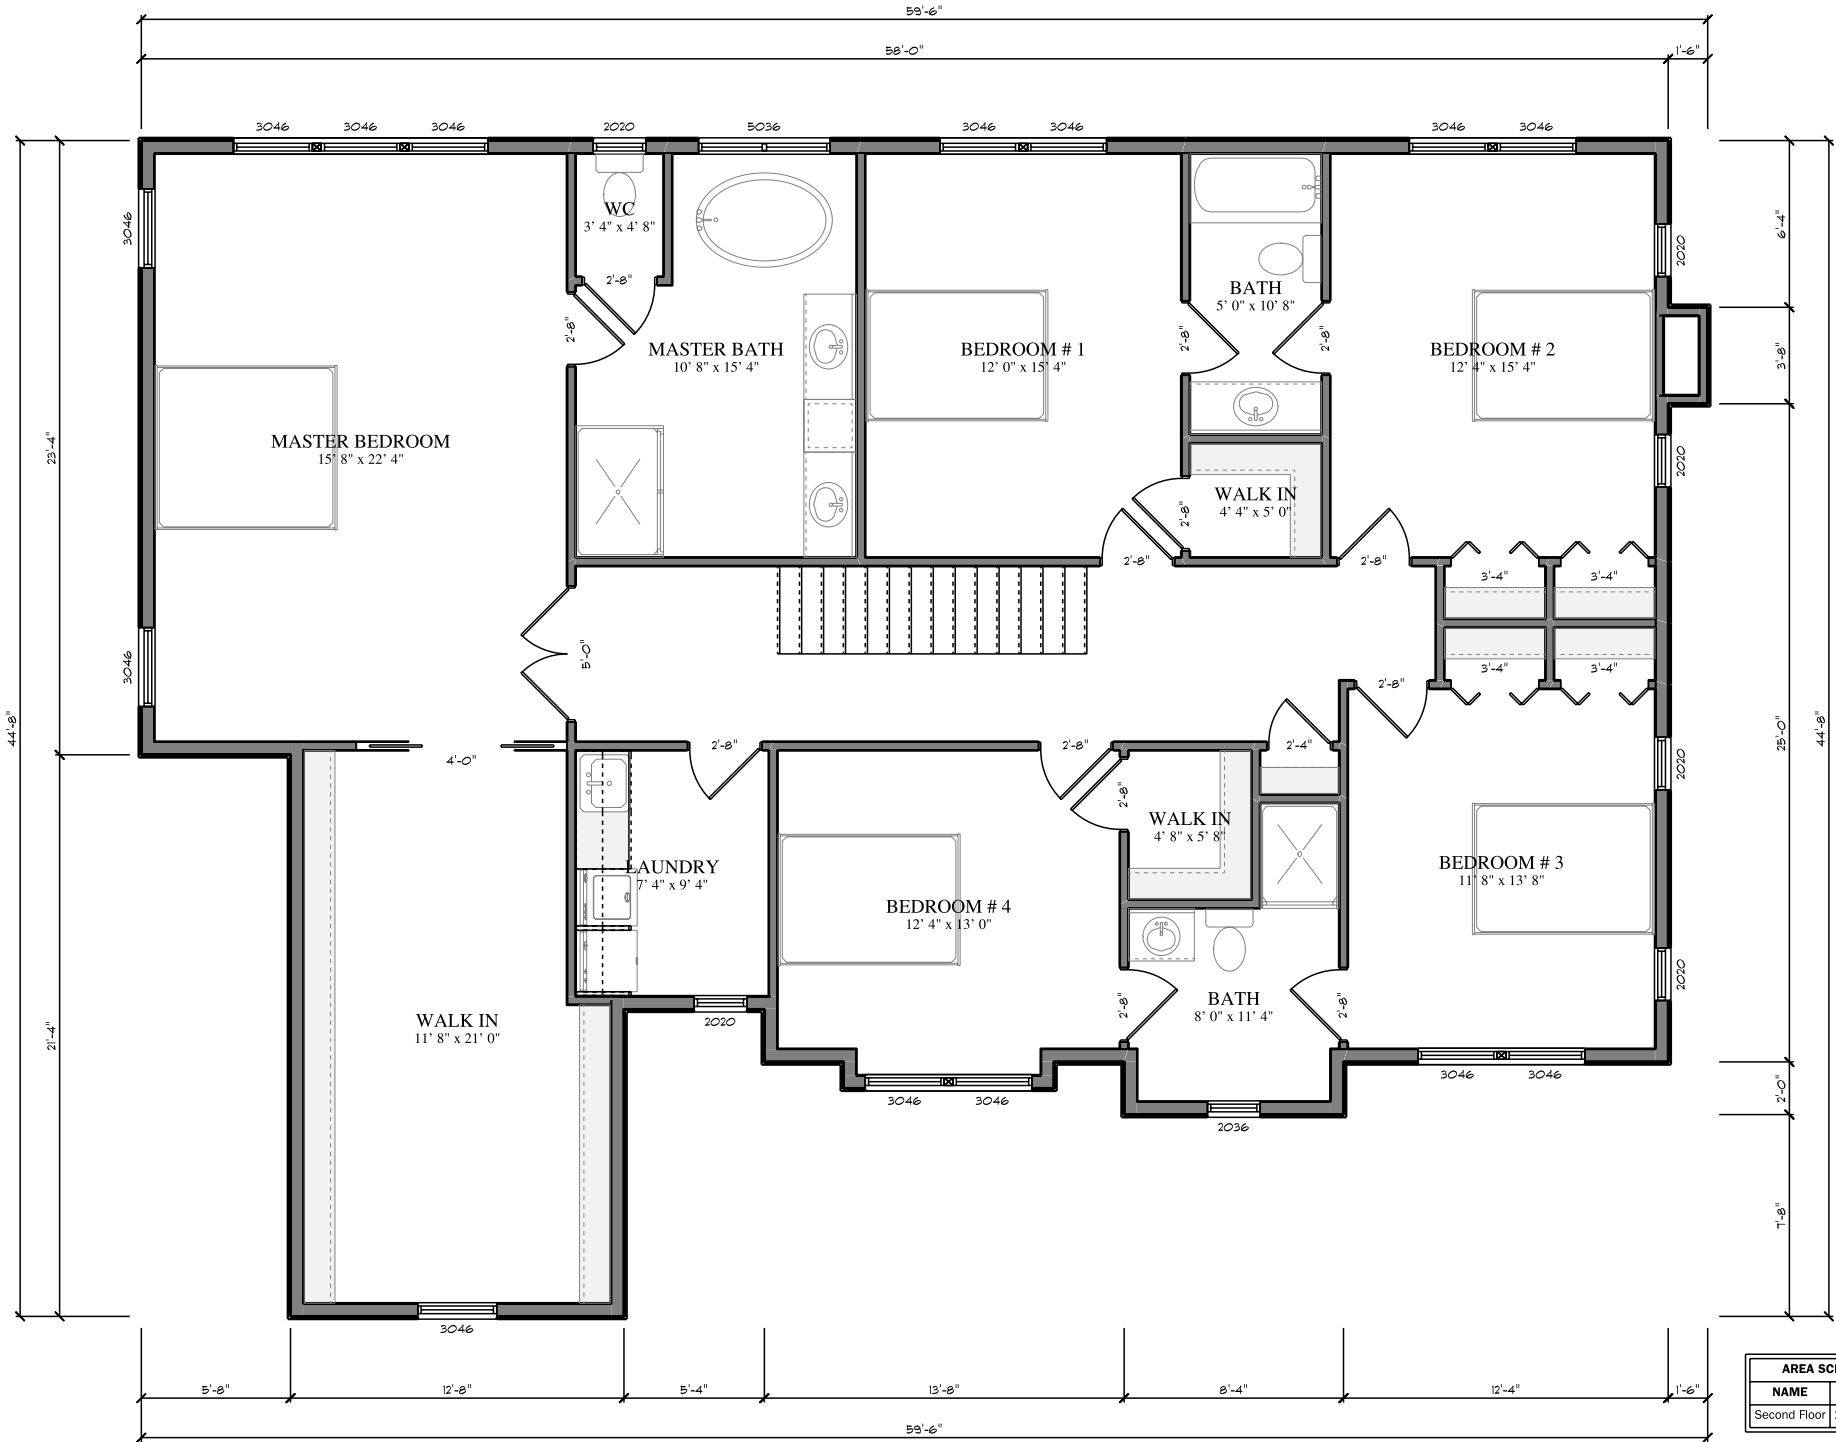 59'-6"
58'-0"
1'-6"
3046 3046 3046 2020 5036 3046 3046 3046 3046
3046
WC
3' 4" x 4' 8"
2'-8"
2'-8"
MASTER BATH
10' 8" x 15' 4"
BEDROOM # 1
12' 0" x 15' 4"
BATH
5' 0" x 10' 8"
2'-8"
2'-8"
BEDROOM # 2
12' 4" x 15' 4"
2020
6'-4"
3'-8"
MASTER BEDROOM
15' 8" x 22' 4"
23'-4"
2020
WALK IN
4' 4" x 5' 0"
2'-8"
2'-8"
2'-8"
3'-4"
3'-4"
3046
5'-0"
3'-4"
3'-4"
2'-8"
44'-8"
25'-0"
44'-8"
4'-0"
2'-8"
2'-8"
2'-4"
2020
2'-8"
WALK IN
4' 8" x 5' 8"
LAUNDRY
7' 4" x 9' 4"
BEDROOM # 4
12' 4" x 13' 0"
BEDROOM # 3
11' 8" x 13' 8"
2020
BATH
8' 0" x 11' 4"
2'-8"
2'-8"
WALK IN
11' 8" x 21' 0"
21'-4"
2020
3046 3046
3046 3046
2036
2'-0"
7'-8"
3046
5'-8"
12'-8"
5'-4"
13'-8"
8'-4"
12'-4"
1'-6"
59'-6"
AREA SC
NAME
Second Floor